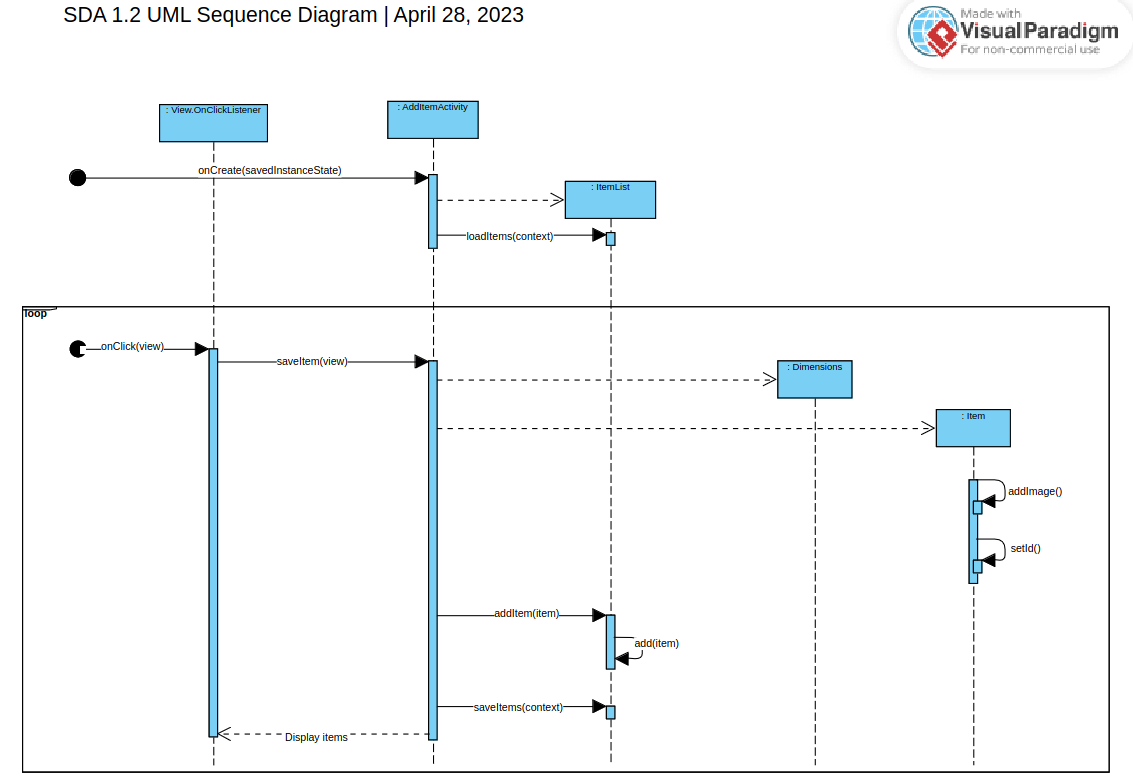 SDA 1.2 UML Sequence Diagram | April 28, 2023
Made with
VisualParadigm
For non-commercial use
: View.OnClickListener
: AddItemActivity
onCreate(savedInstanceState)
: ItemList
loadItems(context)
loop
onClick(view)
saveItem(view)
: Dimensions
: Item
addImage()
setId()
addItem(item)
add(item)
saveItems(context)
Display items